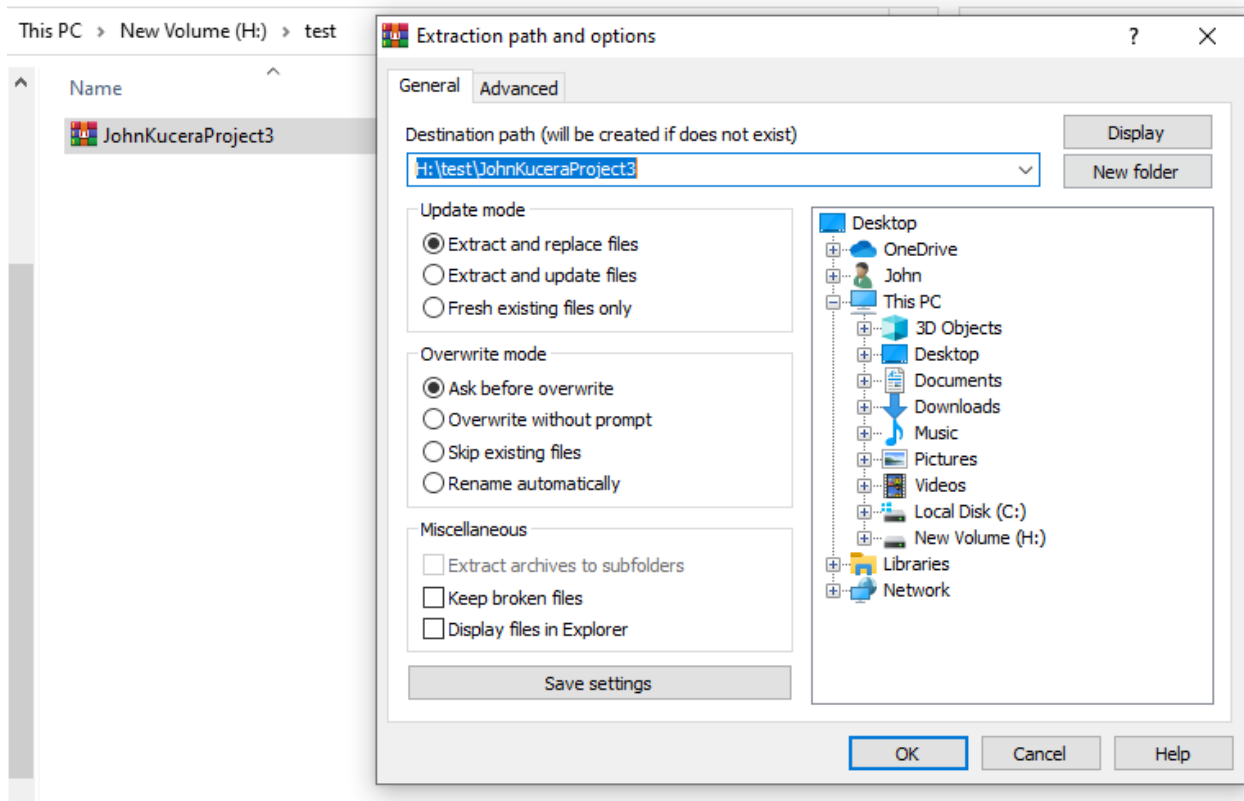 This PC > New Volume (H:) > test
Name
JohnKuceraProject3
Extraction path and options
? ×
General Advanced
Destination path (will be created if does not exist)
Display
H:\test\JohnKuceraProject3
New folder
Update mode
Extract and replace files
Extract and update files
Fresh existing files only
Overwrite mode
Ask before overwrite
Overwrite without prompt
Skip existing files
Rename automatically
Miscellaneous
Extract archives to subfolders
Keep broken files
Display files in Explorer
Save settings
Desktop
OneDrive
John
This PC
3D Objects
Desktop
Documents
Downloads
Music
Pictures
Videos
Local Disk (C:)
New Volume (H:)
Libraries
Network
OK Cancel Help